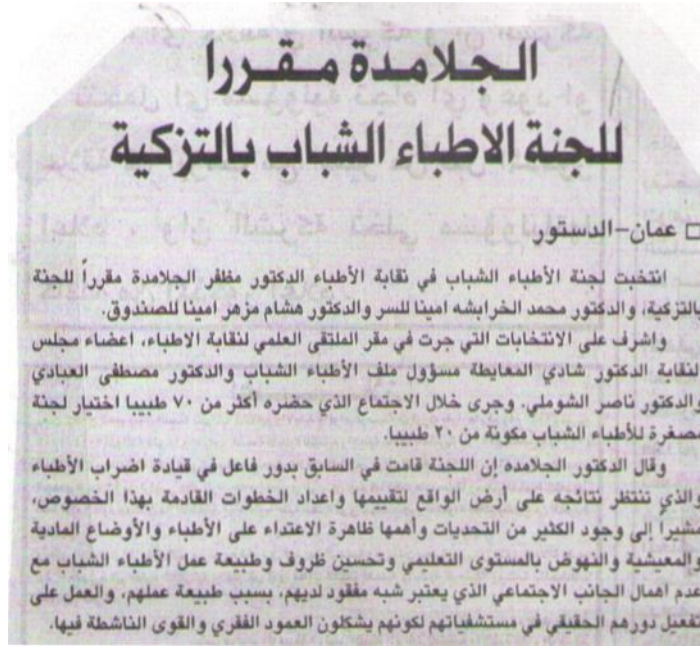 الجلامدة مقررا
للجنة الاطباء الشباب بالتزكية
□ عمان-الدستور
انتخبت لجنة الأطباء الشباب في نقابة الأطباء الدكتور مظفر الجلامدة مقرراً للجنة
بالتزكية، والدكتور محمد الخرابشه امينا للسر والدكتور هشام مزهر امينا للصندوق.
واشرف على الانتخابات التي جرت في مقر الملتقى العلمي لنقابة الاطباء، اعضاء مجلس
لنقابة الدكتور شادي المعايطة مسؤول ملف الأطباء الشباب والدكتور مصطفى العبادي
والدكتور ناصر الشوملي. وجرى خلال الاجتماع الذي حضره أكثر من ٧٠ طبيبا اختيار لجنة
مصغرة للأطباء الشباب مكونة من ٢٠ طبيبا.
وقال الدكتور الجلامده إن اللجنة قامت في السابق بدور فاعل في قيادة اضراب الأطباء
والذي ننتظر نتائجه على أرض الواقع لتقييمها واعداد الخطوات القادمة بهذا الخصوص،
مشيراً إلى وجود الكثير من التحديات وأهمها ظاهرة الاعتداء على الأطباء والأوضاع المادية
والمعيشية والنهوض بالمستوى التعليمي وتحسين ظروف وطبيعة عمل الأطباء الشباب مع
عدم اهمال الجانب الاجتماعي الذي يعتبر شبه مفقود لديهم، بسبب طبيعة عملهم، والعمل على
تفعيل دورهم الحقيقي في مستشفياتهم لكونهم يشكلون العمود الفقري والقوى الناشطة فيها.